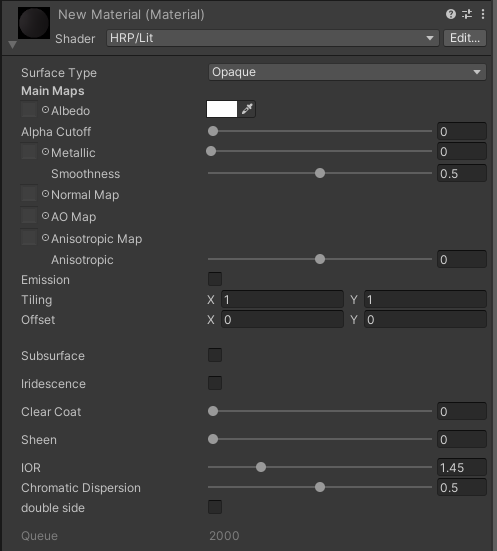 New Material (Material)
Shader HRP/Lit Edit...
Surface Type Opaque
Main Maps
Albedo
Alpha Cutoff 0
Metallic 0
Smoothness 0.5
Normal Map
AO Map
Anisotropic Map
Anisotropic 0
Emission
Tiling X 1 Y 1
Offset X 0 Y 0
Subsurface
Iridescence
Clear Coat 0
Sheen 0
IOR 1.45
Chromatic Dispersion 0.5
double side
Queue 2000